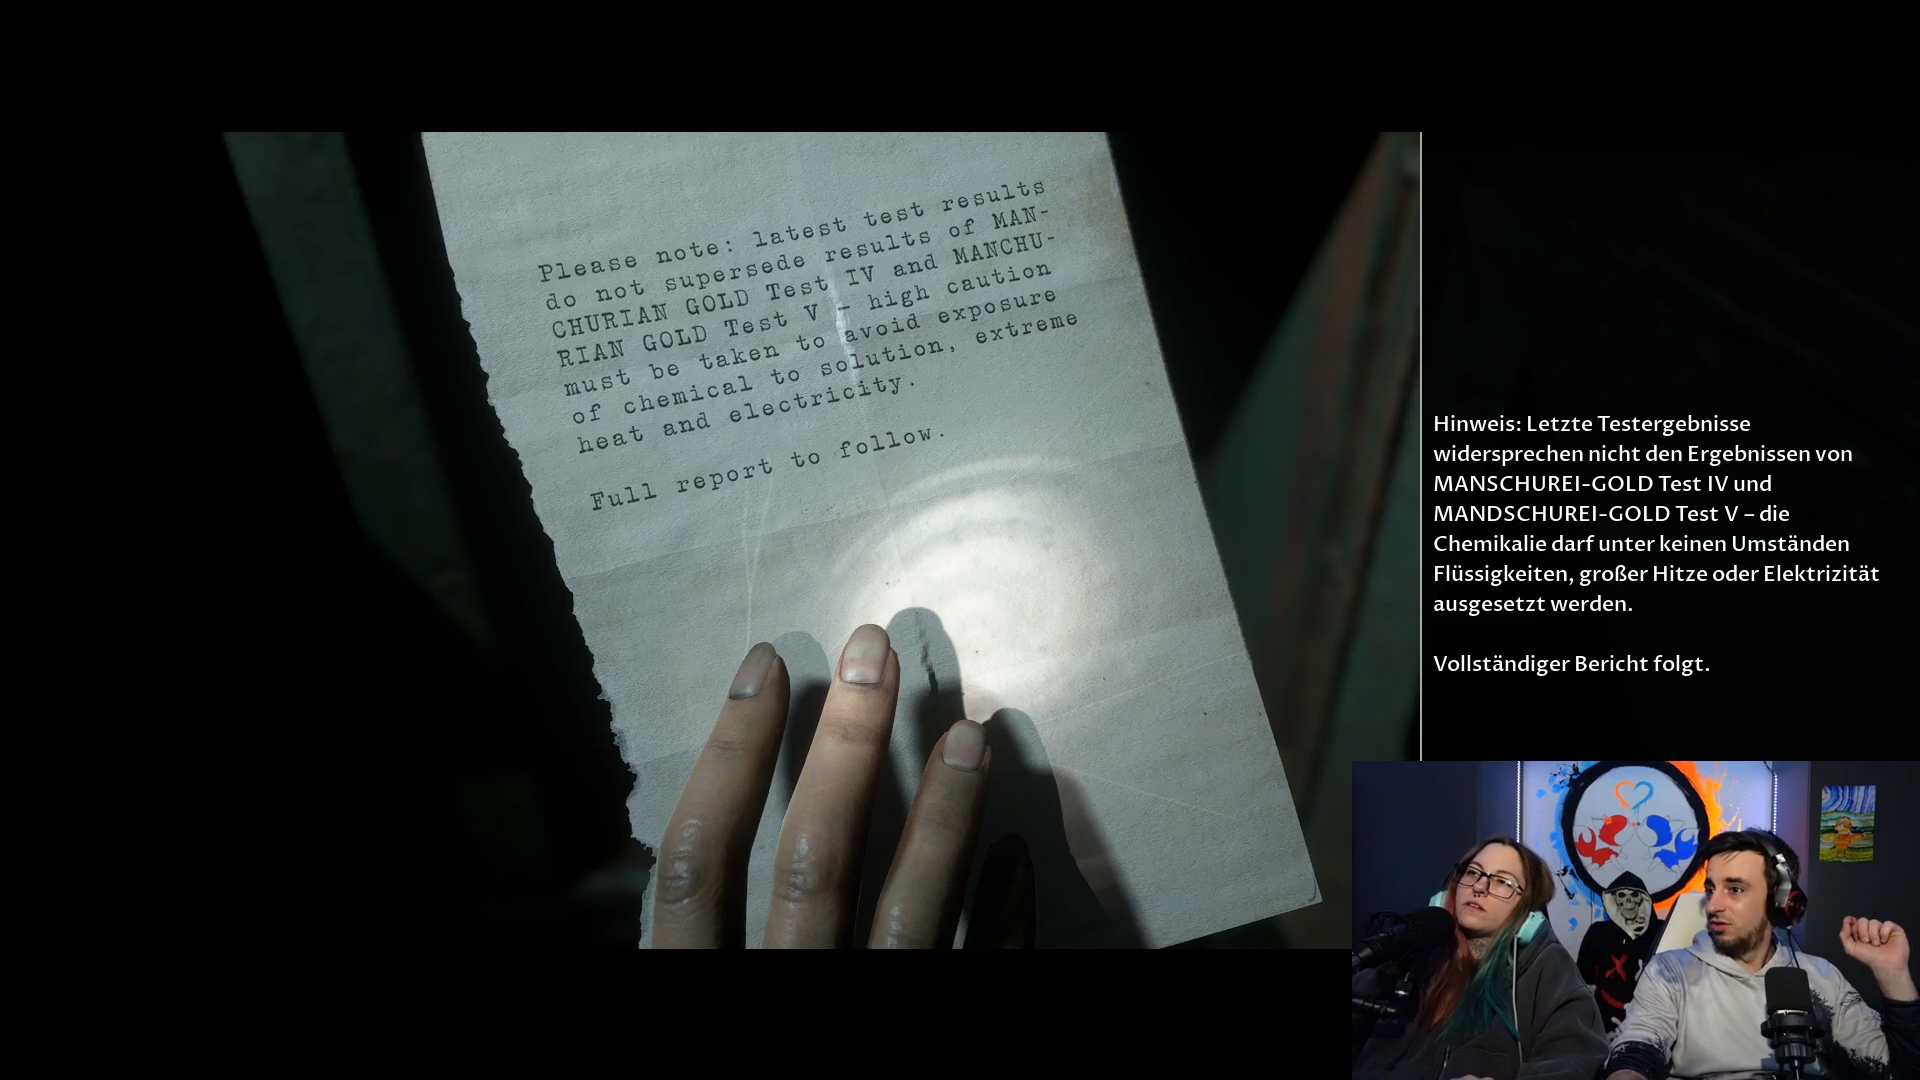 Please note: latest test results
do not supersede results of MAN-
CHURIAN GOLD Test IV and MANCHU-
RIAN GOLD Test V - high caution
must be taken to avoid exposure
of chemical to solution, extreme
heat and electricity.
Full report to follow.
Hinweis: Letzte Testergebnisse
widersprechen nicht den Ergebnissen von
MANSCHUREI-GOLD Test IV und
MANDSCHUREI-GOLD Test V – die
Chemikalie darf unter keinen Umständen
Flüssigkeiten, großer Hitze oder Elektrizität
ausgesetzt werden.
Vollständiger Bericht folgt.